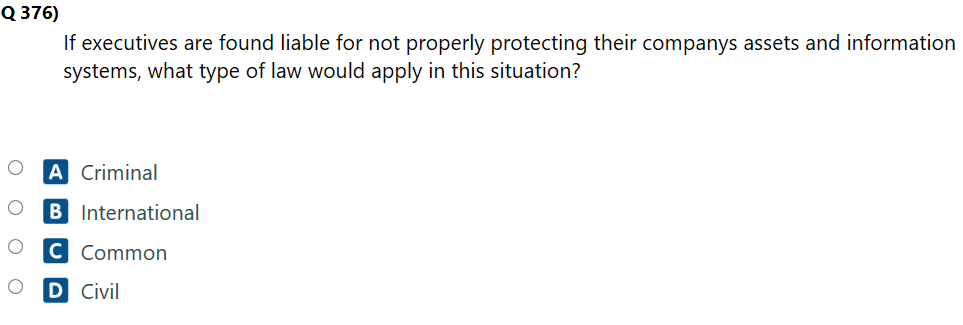 Q 376)
If executives are found liable for not properly protecting their companys assets and information
systems, what type of law would apply in this situation?
A Criminal
B International
C Common
D Civil